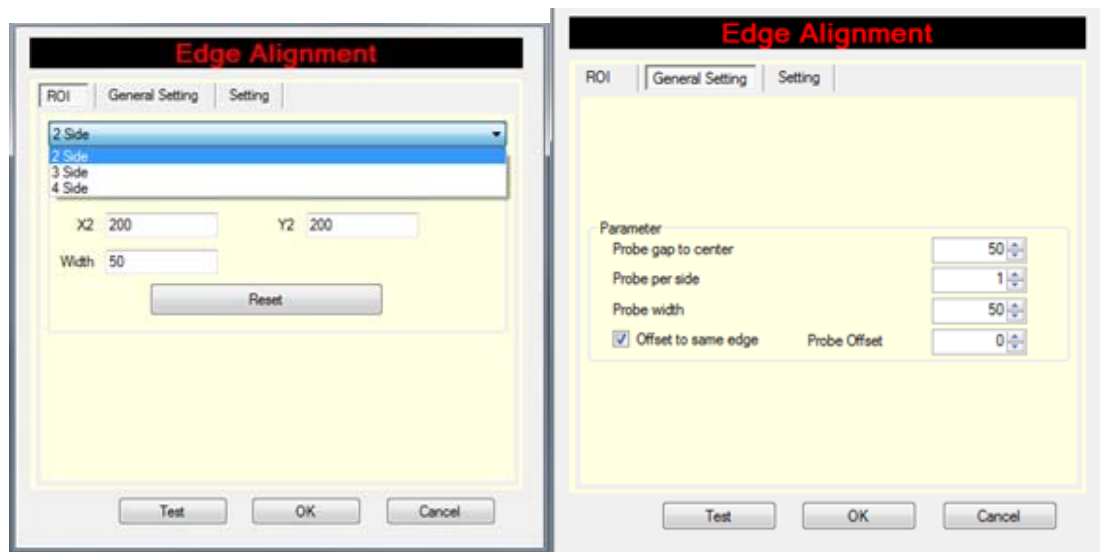 Edge Alignment
ROI General Setting Setting
2 Side
2 Side
3 Side
4 Side
X2 200 Y2 200
Width 50
Reset
Test OK Cancel
Edge Alignment
ROI General Setting Setting
Parameter
Probe gap to center 50
Probe per side 1
Probe width 50
Offset to same edge Probe Offset 0
Test OK Cancel